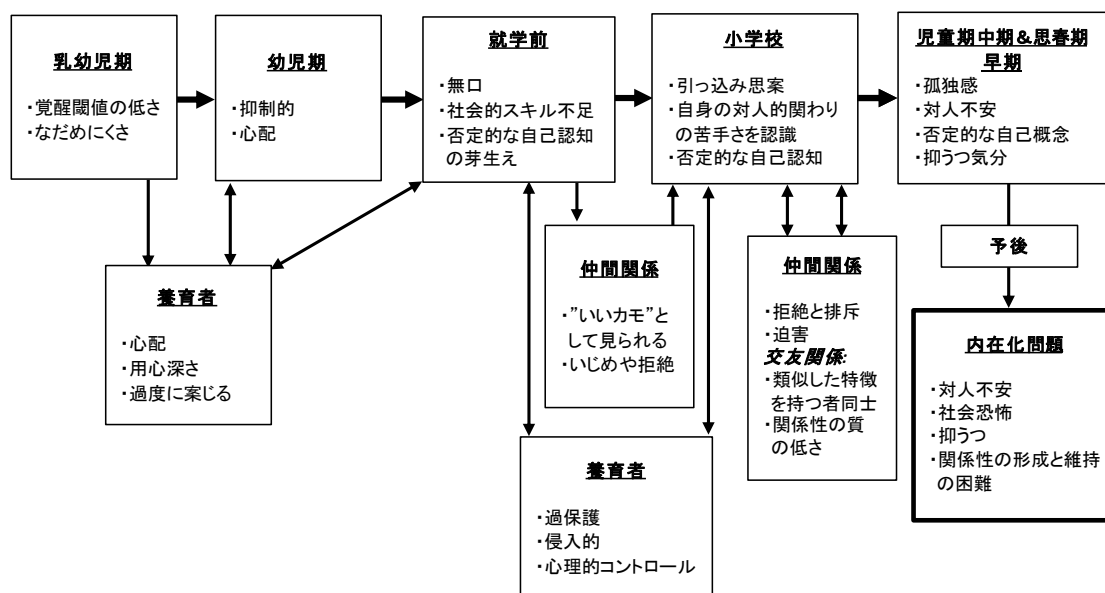 乳幼児期
・覚醒閾値の低さ
・なだめにくさ
幼児期
・抑制的
・心配
就学前
・無口
・社会的スキル不足
・否定的な自己認知
の芽生え
小学校
・引っ込み思案
・自身の対人的関わり
の苦手さを認識
・否定的な自己認知
児童期中期&思春期
早期
・孤独感
・対人不安
・否定的な自己概念
・抑うつ気分
養育者
・心配
・用心深さ
・過度に案じる
仲間関係
・”いいカモ”と
して見られる
・いじめや拒絶
養育者
・過保護
・侵入的
・心理的コントロール
仲間関係
・拒絶と排斥
・迫害
交友関係:
・類似した特徴
を持つ者同士
・関係性の質
の低さ
予後
内在化問題
・対人不安
・社会恐怖
・抑うつ
・関係性の形成と維持
の困難